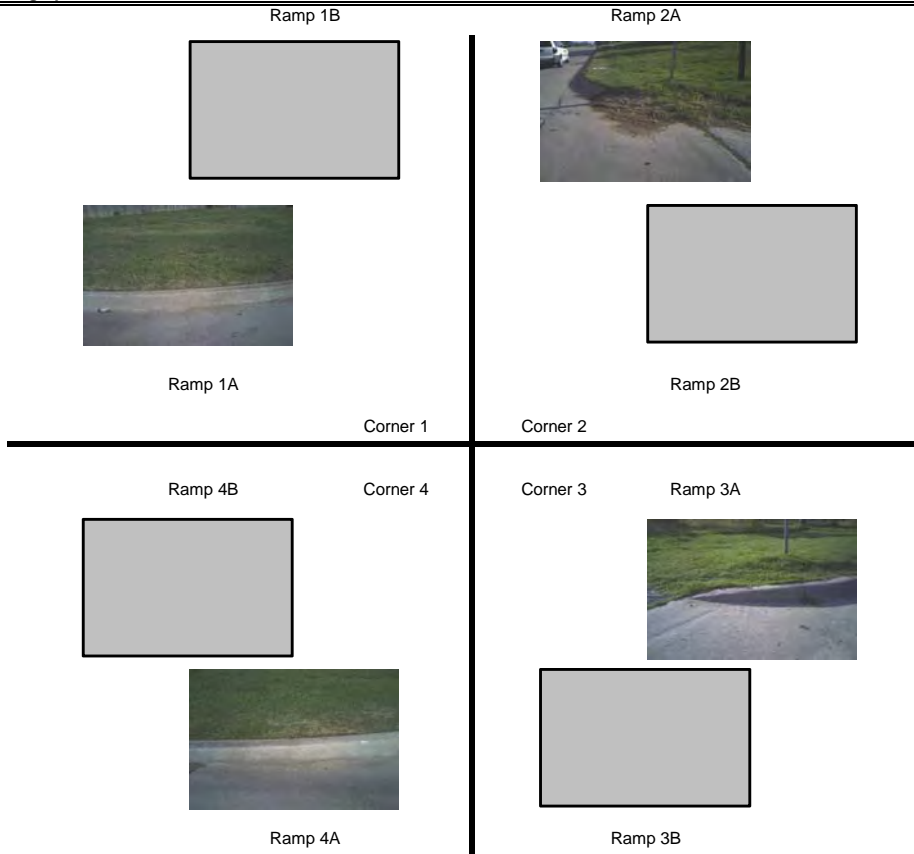 Ramp 1B Ramp 2A
Ramp 1A Ramp 2B
Corner 1 Corner 2
Ramp 4B Corner 4 Corner 3 Ramp 3A
Ramp 4A Ramp 3B